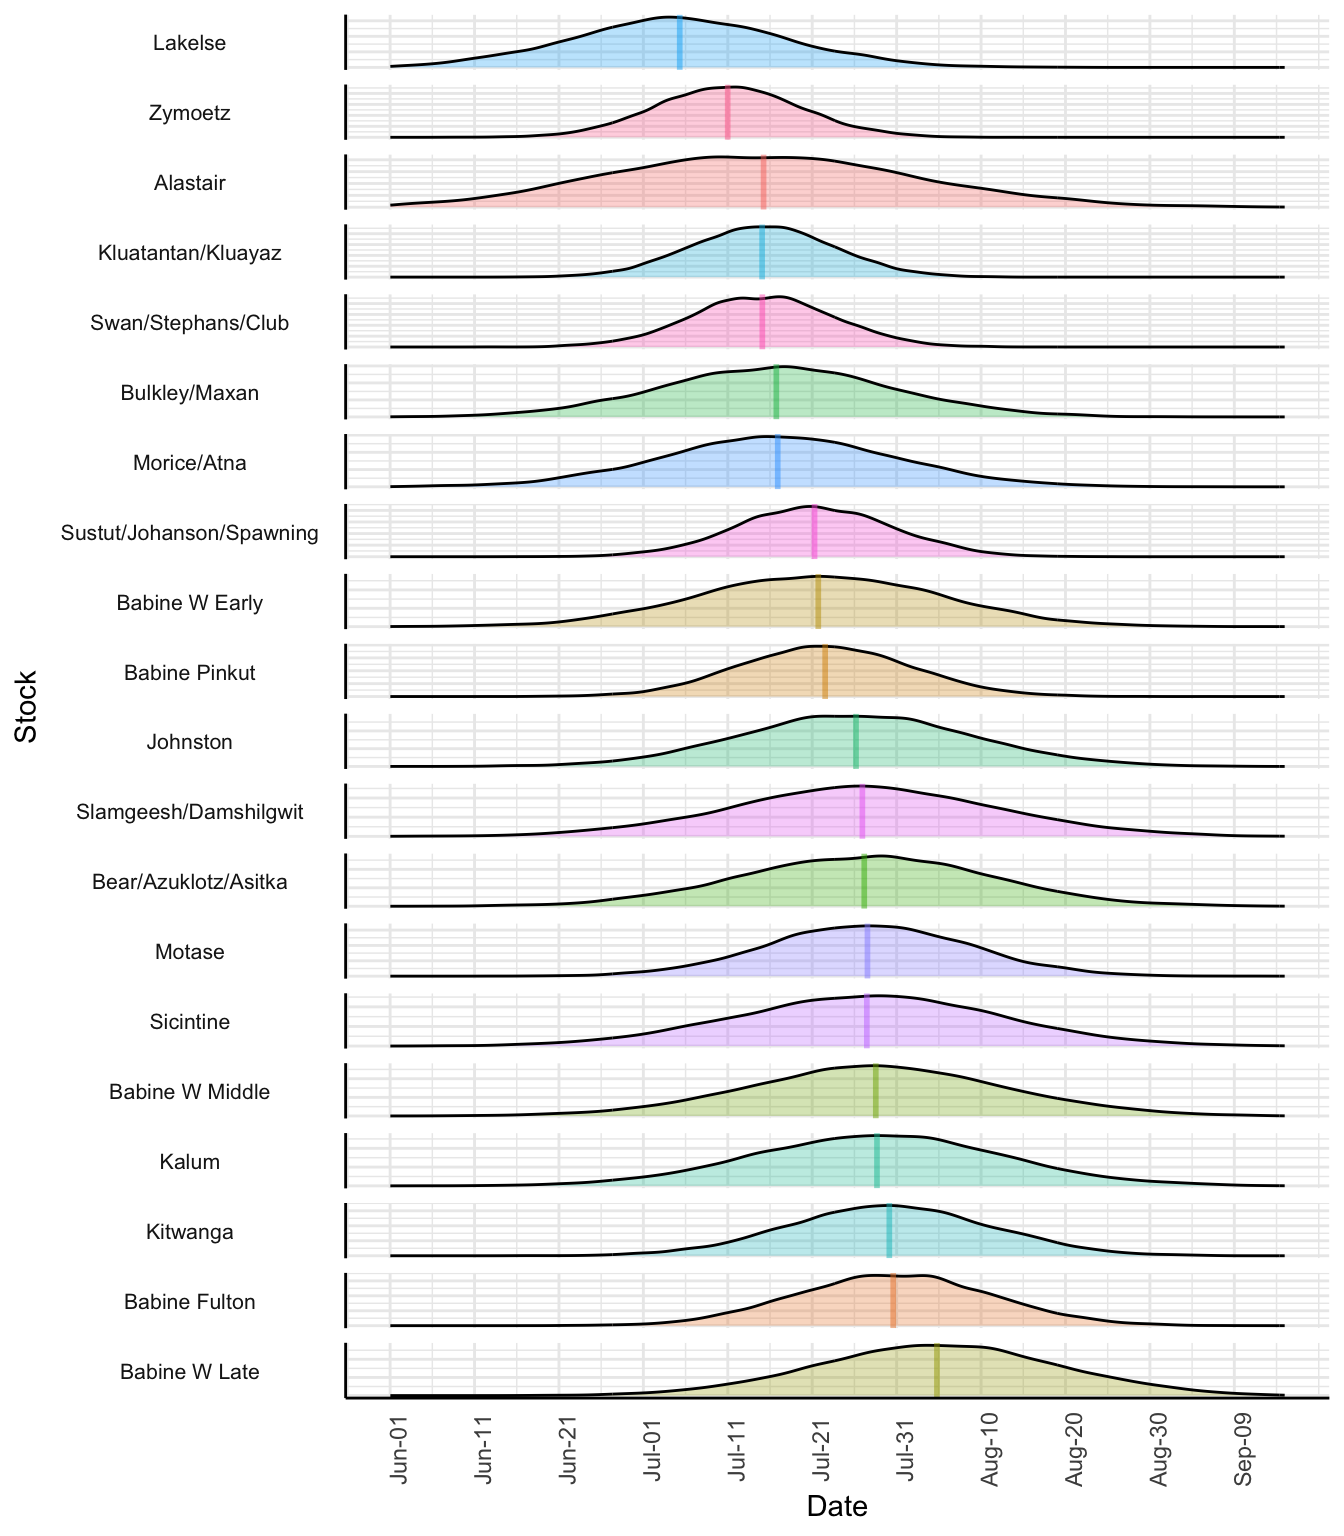 Stock
Lakelse
Zymoetz
Alastair
Kluatantan/Kluayaz
Swan/Stephans/Club
Bulkley/Maxan
Morice/Atna
Sustut/Johanson/Spawning
Babine W Early
Babine Pinkut
Johnston
Slamgeesh/Damshilgwit
Bear/Azuklotz/Asitka
Motase
Sicintine
Babine W Middle
Kalum
Kitwanga
Babine Fulton
Babine W Late
Jun-01
Jun-11
Jun-21
Jul-01
Jul-11
Jul-21
Jul-31
Aug-10
Aug-20
Aug-30
Sep-09
Date